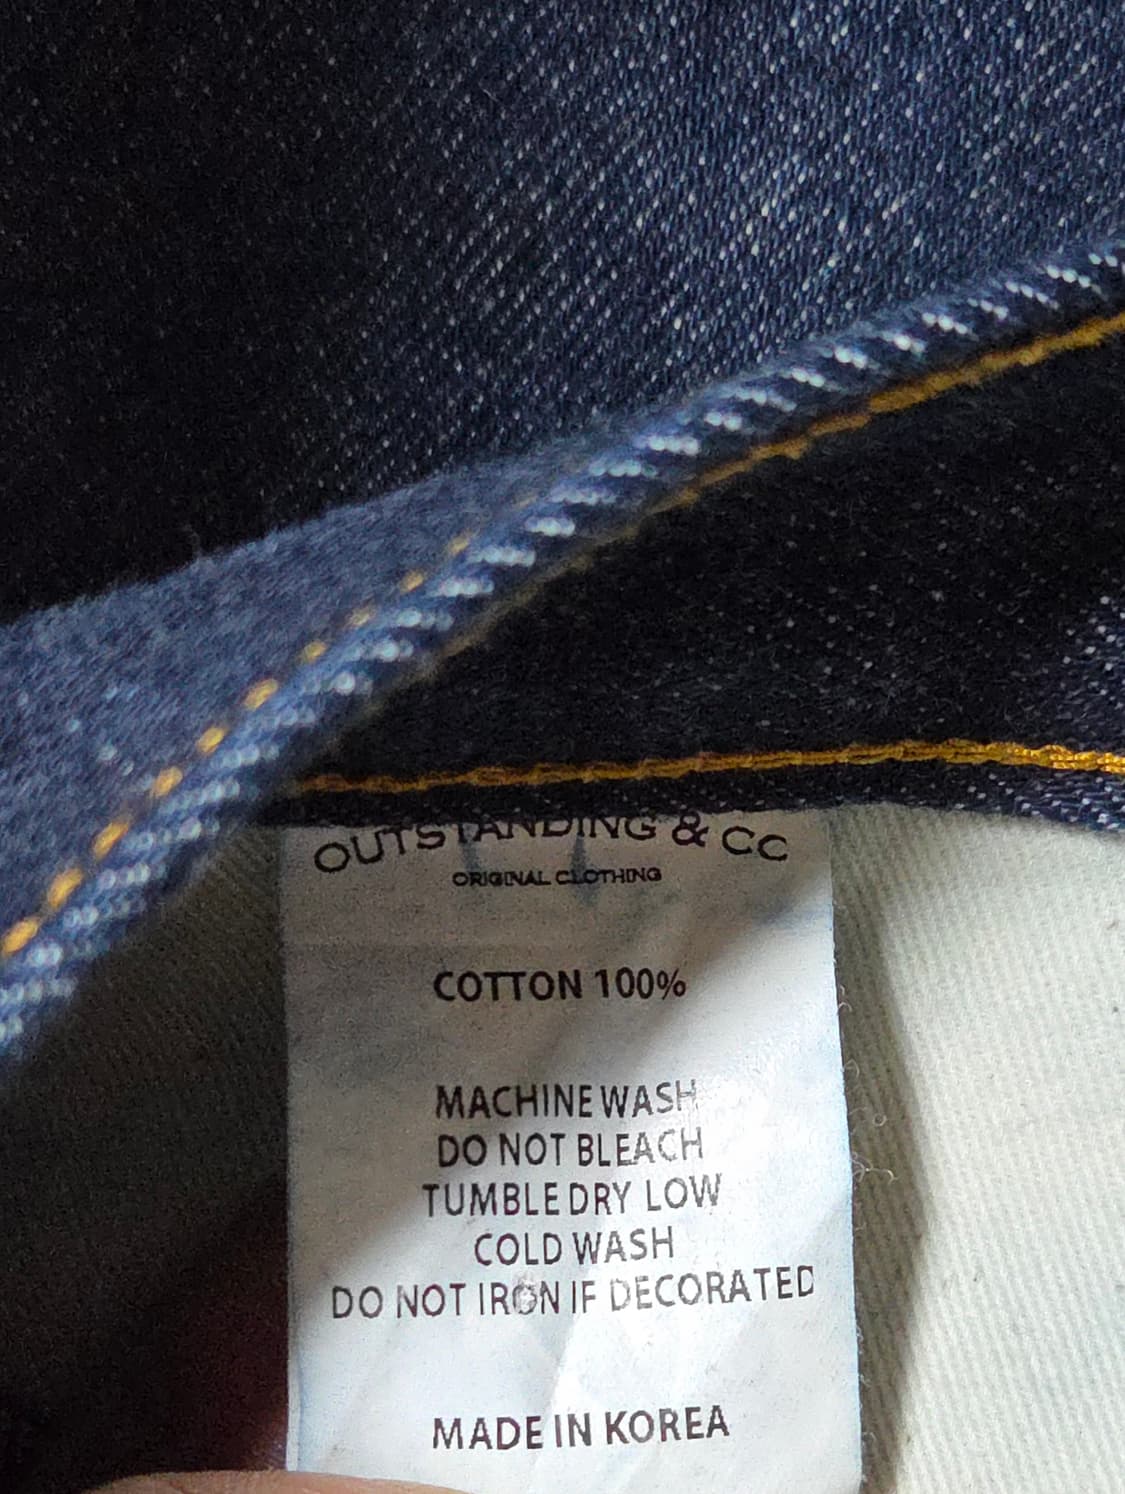 OUTSTANDING & CO
ORIGINAL CLOTHING
COTTON 100%
MACHINE WASH
DO NOT BLEACH
TUMBLE DRY LOW
COLD WASH
DO NOT IRON IF DECORATED
MADE IN KOREA